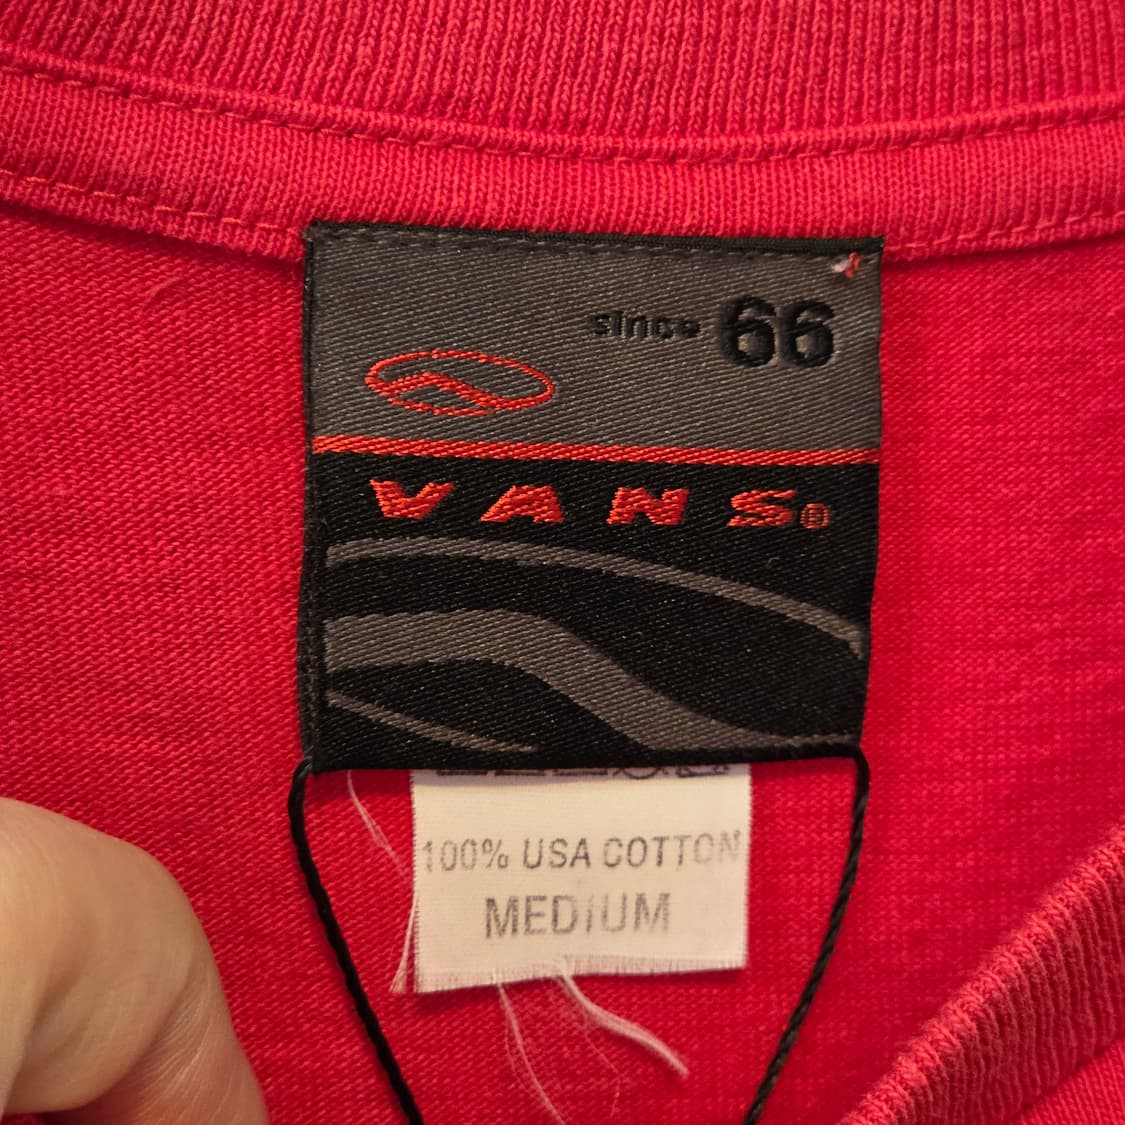 since 66
VANS®
100% USA COTTON
MEDIUM